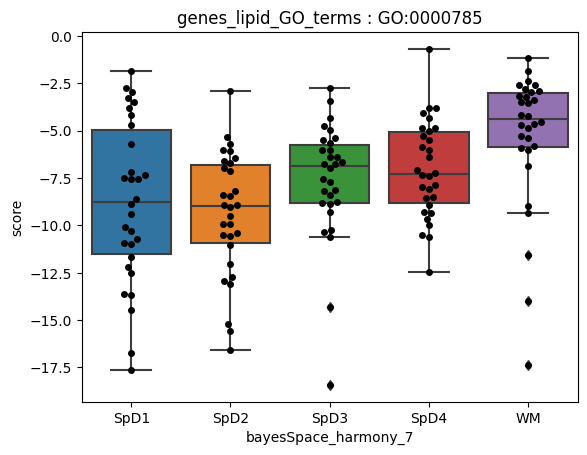 genes_lipid_GO_terms : GO:0000785
0.0
−2.5
−5.0
−7.5
−10.0
−12.5
−15.0
−17.5
score
SpD1 SpD2 SpD3 SpD4 WM
bayesSpace_harmony_7